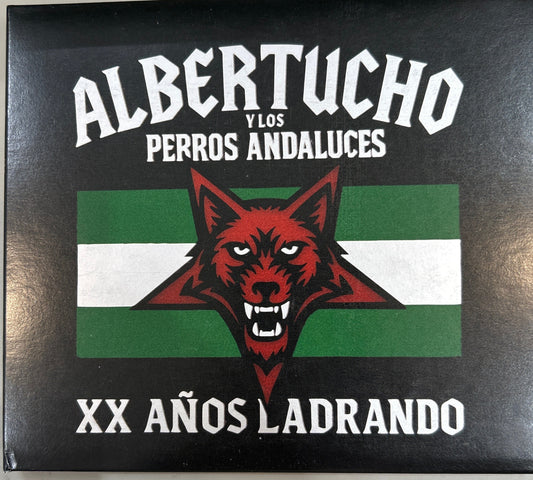 ALBERTUCHO
Y LOS
PERROS ANDALUCES
XX AÑOS LADRANDO